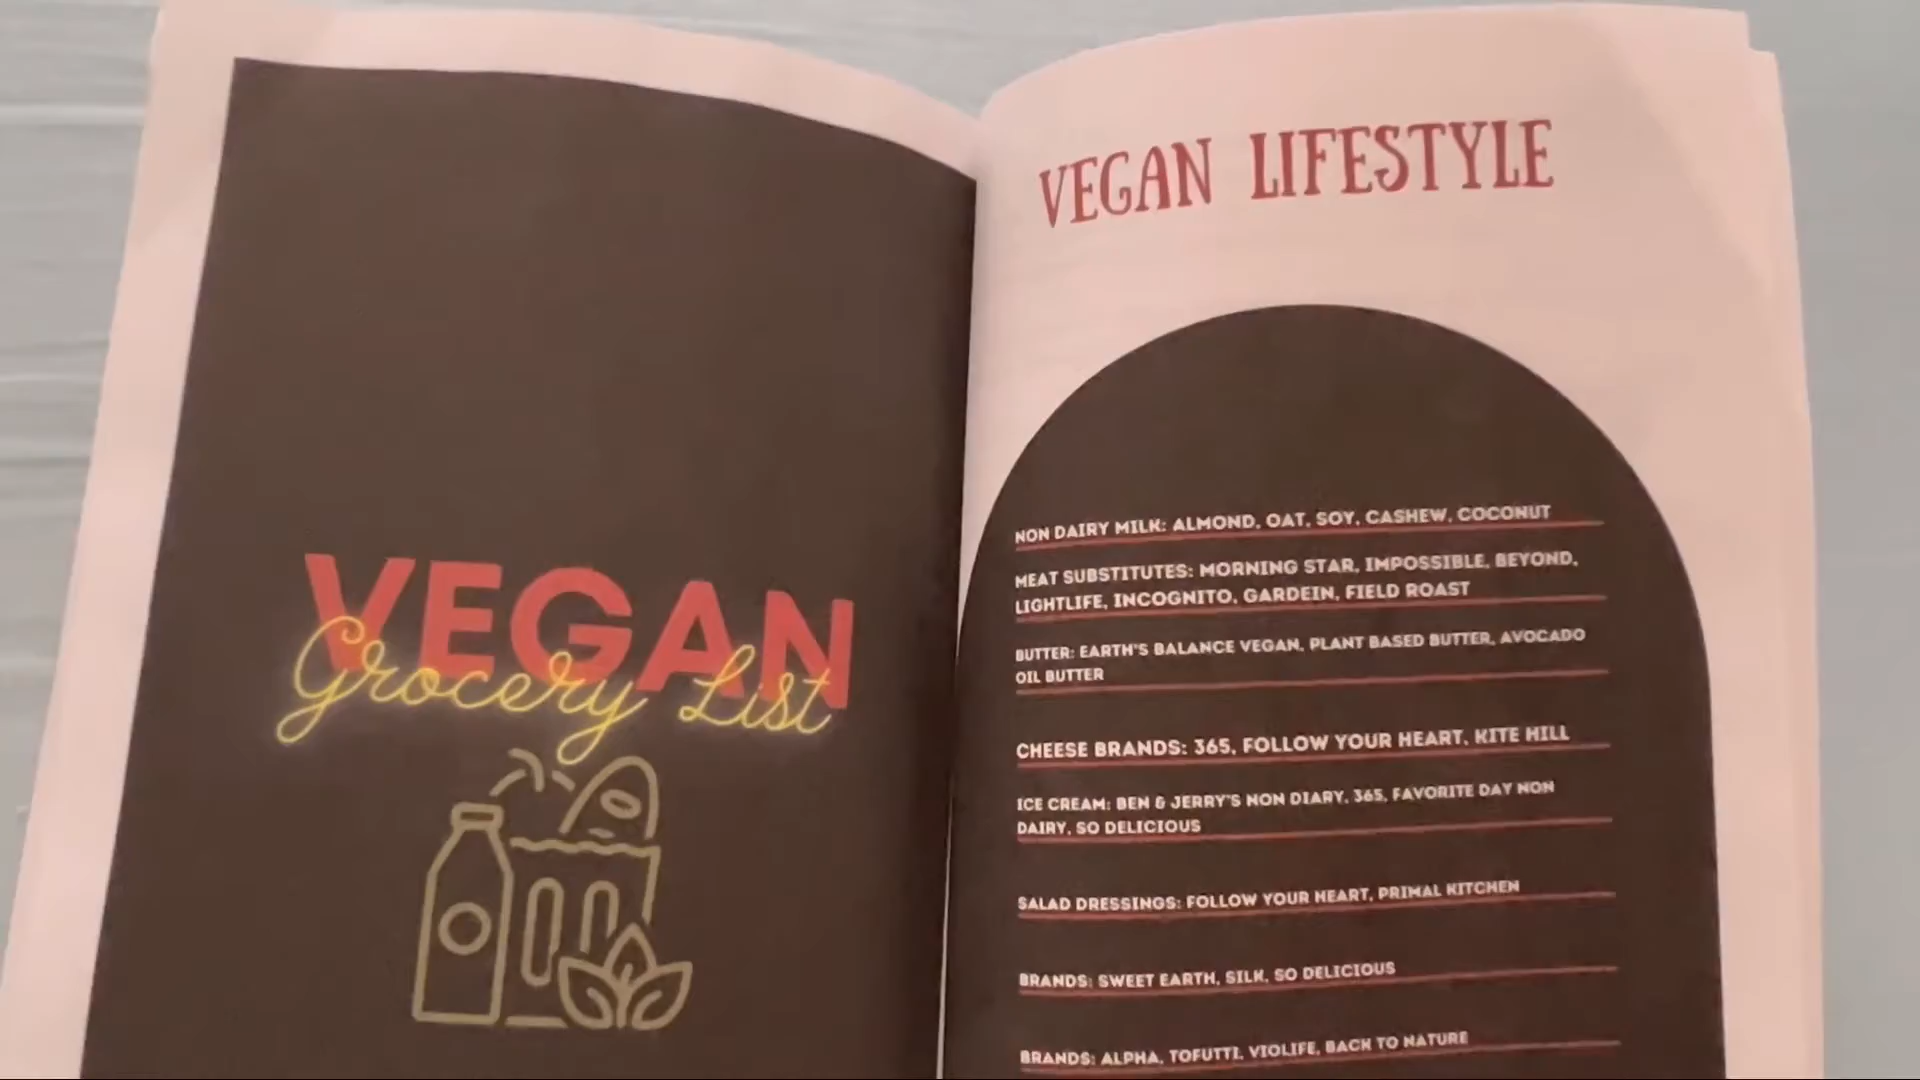 VEGAN
Grocery List
VEGAN LIFESTYLE
NON DAIRY MILK: ALMOND, OAT, SOY, CASHEW, COCONUT
MEAT SUBSTITUTES: MORNING STAR, IMPOSSIBLE, BEYOND,
LIGHTLIFE, INCOGNITO, GARDEIN, FIELD ROAST
BUTTER: EARTH'S BALANCE VEGAN, PLANT BASED BUTTER, AVOCADO
OIL BUTTER
CHEESE BRANDS: 365, FOLLOW YOUR HEART, KITE HILL
ICE CREAM: BEN & JERRY'S NON DIARY, 365, FAVORITE DAY NON
DAIRY, SO DELICIOUS
SALAD DRESSINGS: FOLLOW YOUR HEART, PRIMAL KITCHEN
BRANDS: SWEET EARTH, SILK, SO DELICIOUS
BRANDS: ALPHA, TOFUTTI, VIOLIFE, BACK TO NATURE